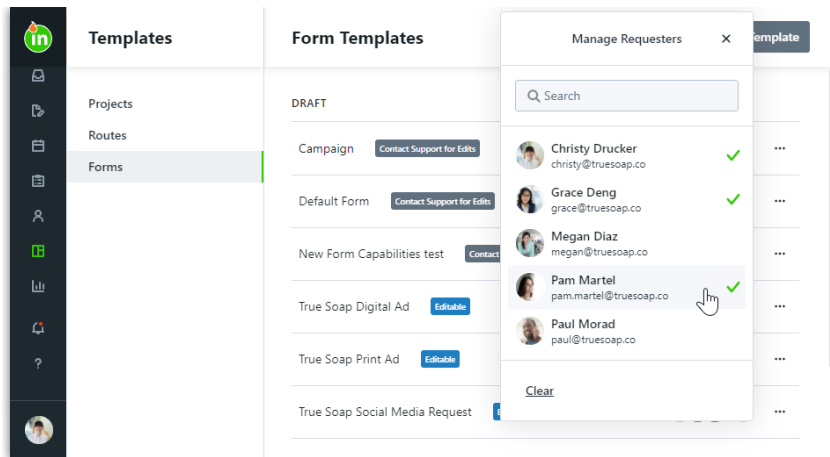 in
Templates
Form Templates
Manage Requesters
emplate
Search
Projects
DRAFT
Routes
Forms
Campaign
Contact Support for Edits
Christy Drucker
christy@truesoap.co
Default Form
Contact Support for Edits
Grace Deng
grace@truesoap.co
New Form Capabilities test
Contact
Megan Diaz
megan@truesoap.co
Pam Martel
pam.martel@truesoap.co
True Soap Digital Ad
Editable
Paul Morad
paul@truesoap.co
True Soap Print Ad
Editable
Clear
True Soap Social Media Request